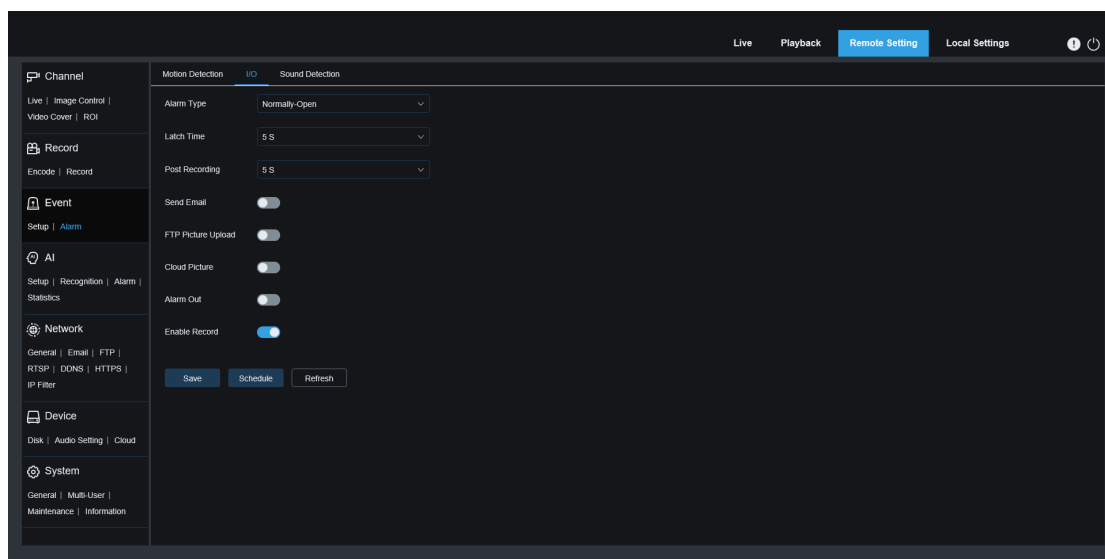 Live Playback Remote Setting Local Settings
Channel
Live | Image Control |
Video Cover | ROI
Record
Encode | Record
Event
Setup | Alarm
AI
Setup | Recognition | Alarm |
Statistics
Network
General | Email | FTP |
RTSP | DDNS | HTTPS |
IP Filter
Device
Disk | Audio Setting | Cloud
System
General | Multi-User |
Maintenance | Information
Motion Detection I/O Sound Detection
Alarm Type Normally-Open
Latch Time 5 S
Post Recording 5 S
Send Email
FTP Picture Upload
Cloud Picture
Alarm Out
Enable Record
Save Schedule Refresh